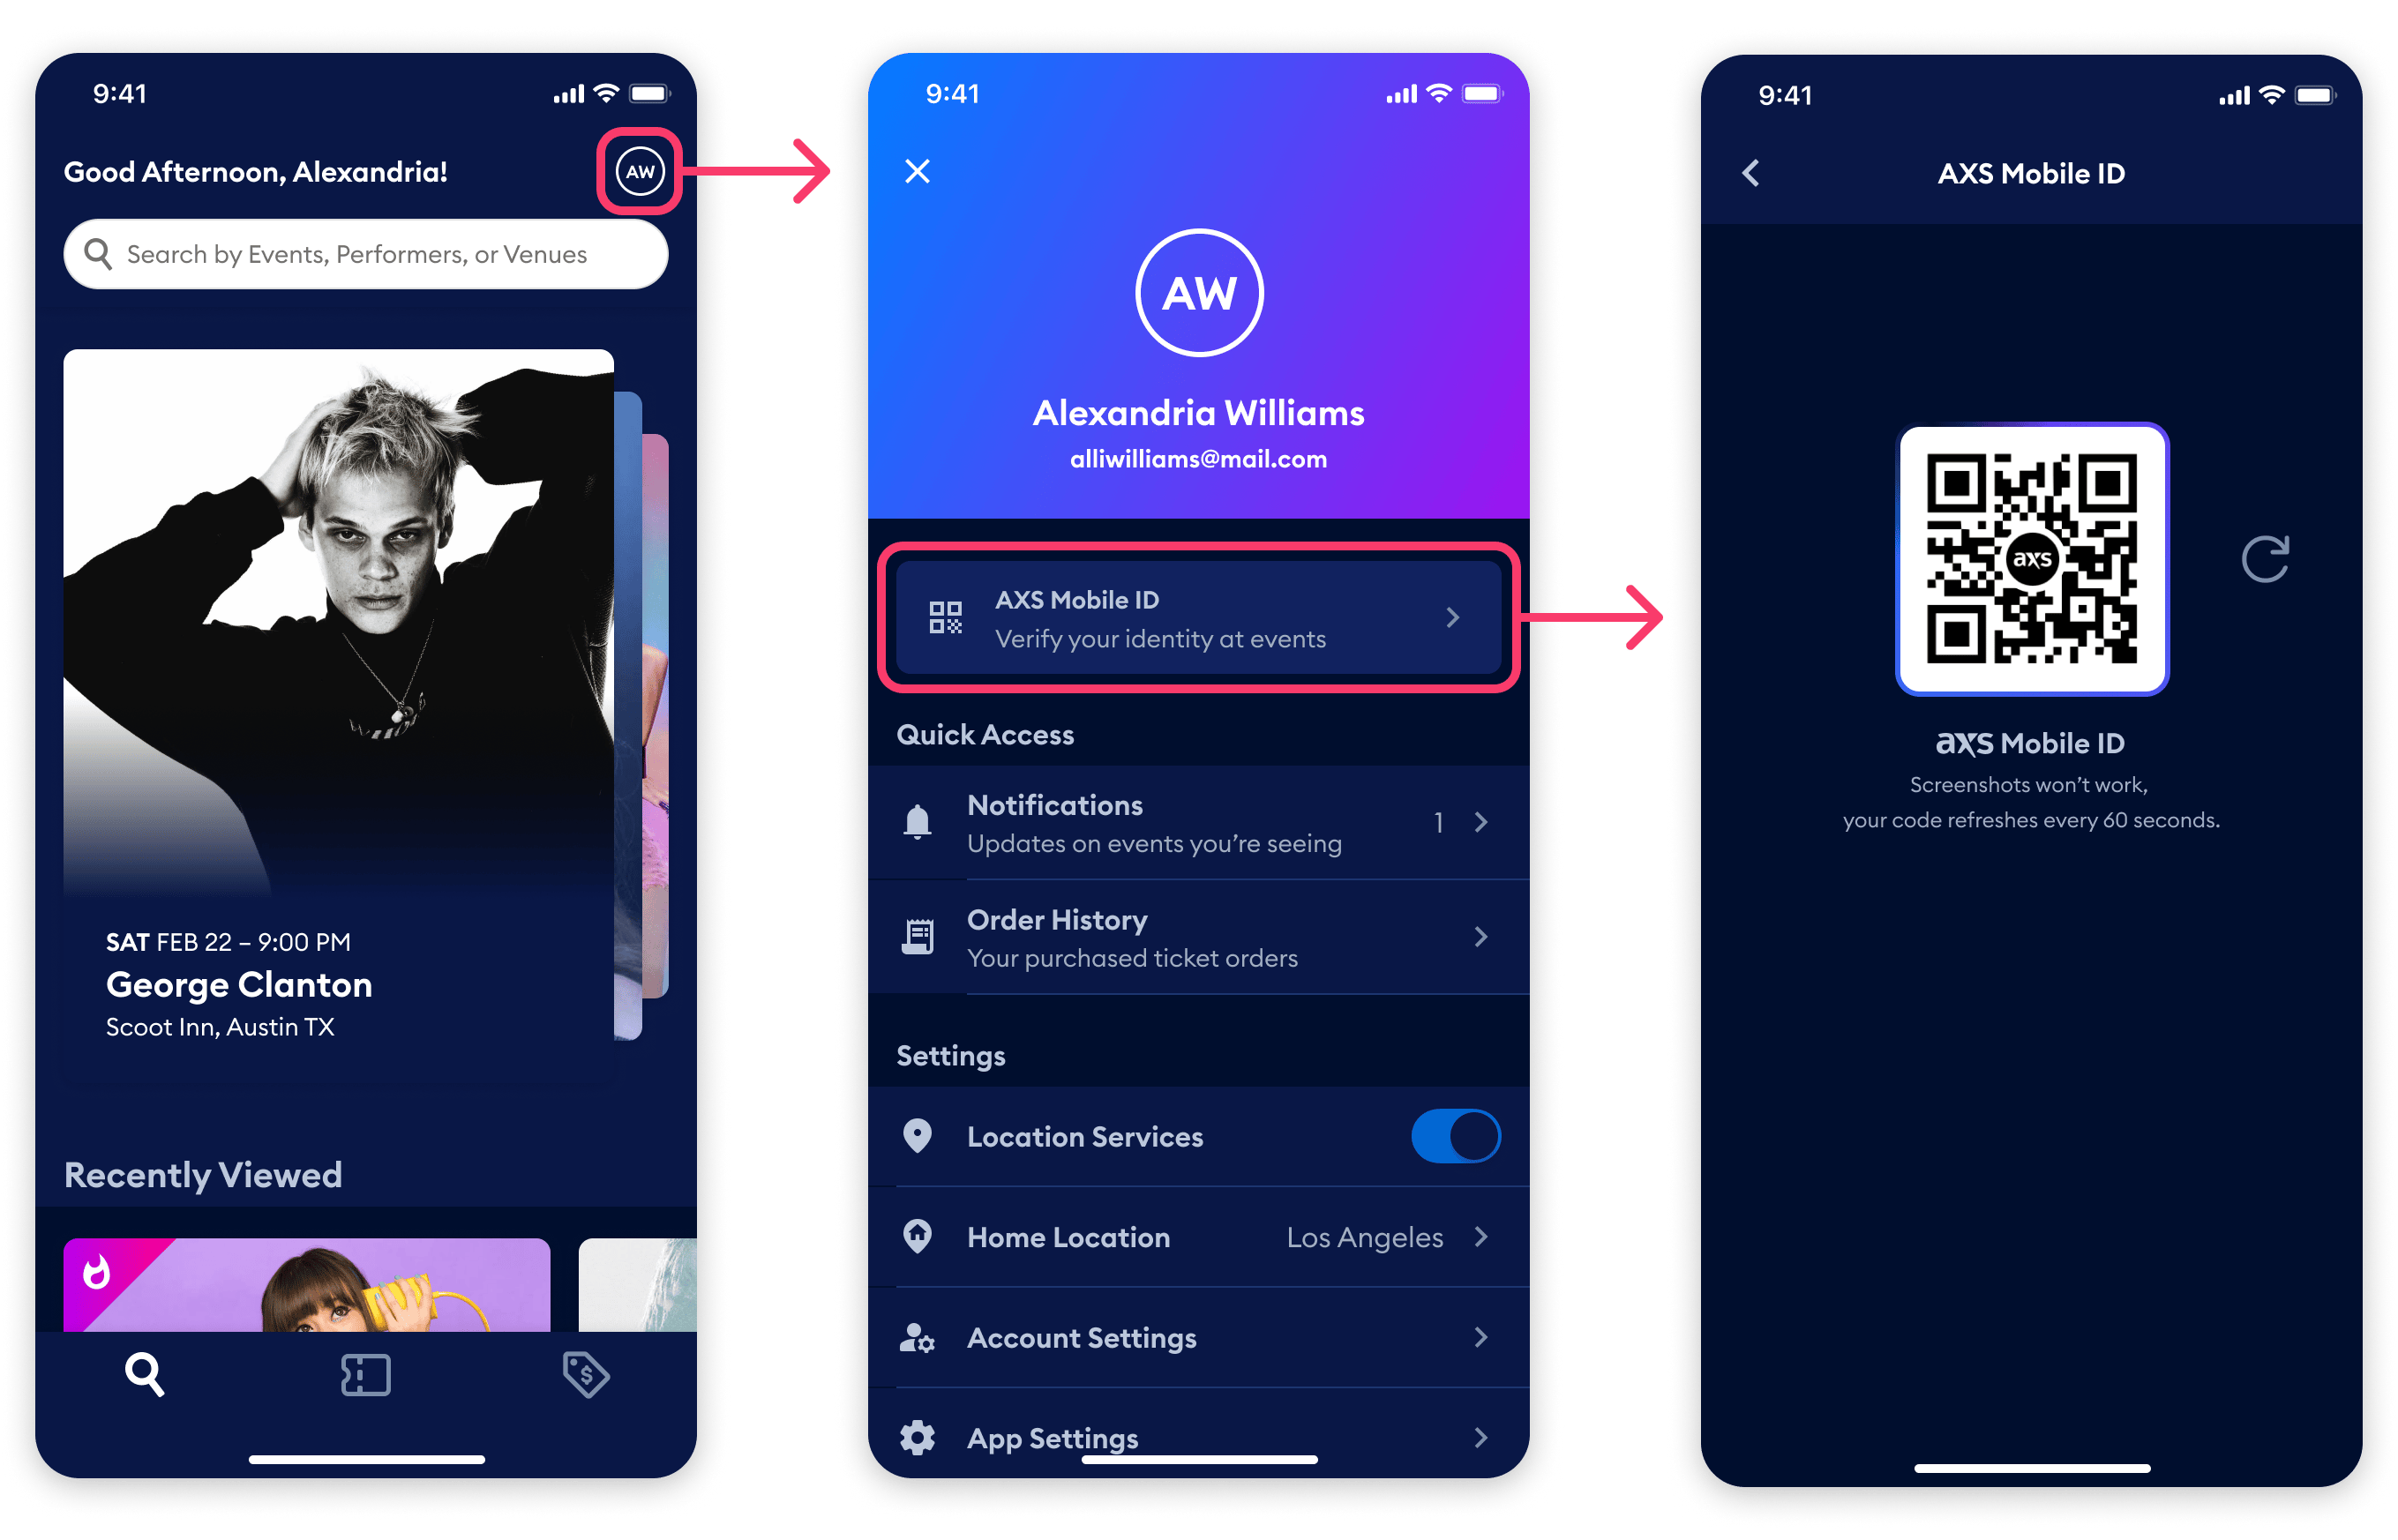 9:41
Good Afternoon, Alexandria!
AW
Search by Events, Performers, or Venues
SAT FEB 22 – 9:00 PM
George Clanton
Scoot Inn, Austin TX
Recently Viewed
9:41
AW
Alexandria Williams
alliwilliams@mail.com
AXS Mobile ID
Verify your identity at events
Quick Access
Notifications
Updates on events you’re seeing
1
Order History
Your purchased ticket orders
Settings
Location Services
Home Location
Los Angeles
Account Settings
App Settings
9:41
AXS Mobile ID
axs
axs Mobile ID
Screenshots won’t work,
your code refreshes every 60 seconds.